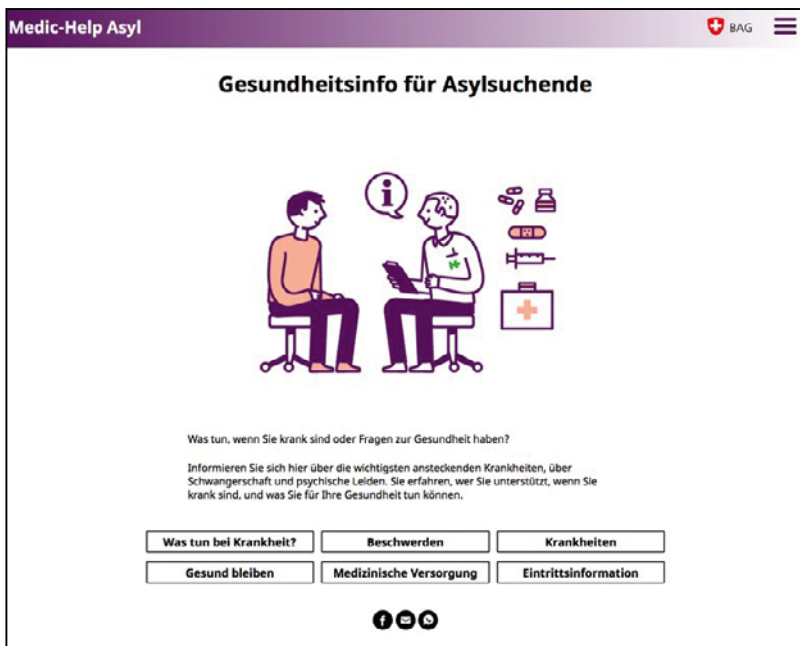 Medic-Help Asyl
BAG
Gesundheitsinfo für Asylsuchende
i
Was tun, wenn Sie krank sind oder Fragen zur Gesundheit haben?
Informieren Sie sich hier über die wichtigsten ansteckenden Krankheiten, über
Schwangerschaft und psychische Leiden. Sie erfahren, wer Sie unterstützt, wenn Sie
krank sind, und was Sie für Ihre Gesundheit tun können.
Was tun bei Krankheit?
Beschwerden
Krankheiten
Gesund bleiben
Medizinische Versorgung
Eintrittsinformation